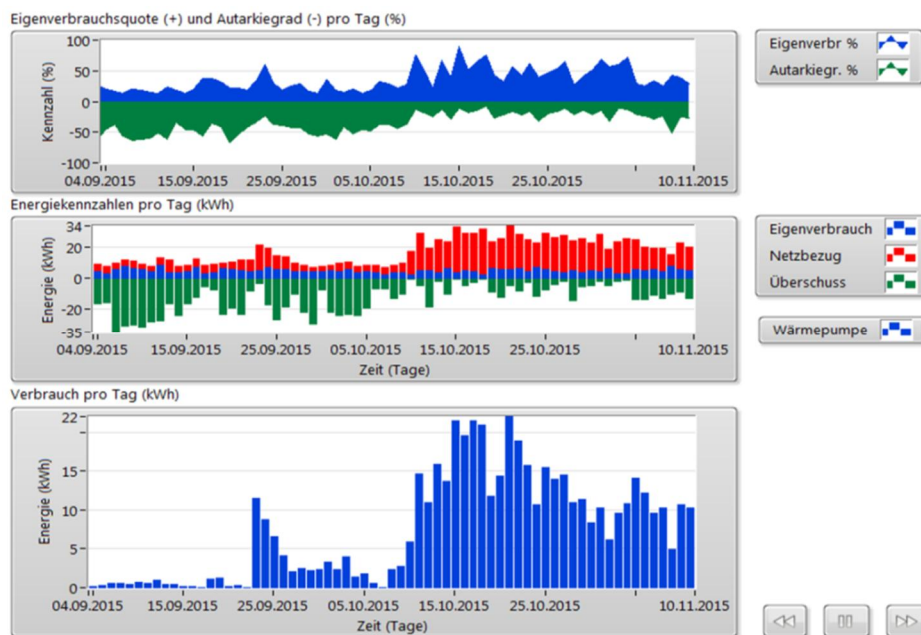 Eigenverbrauchsquote (+) und Autarkiegrad (-) pro Tag (%)
100
50
0
-50
-100
Kennzahl (%)
04.09.2015 15.09.2015 25.09.2015 05.10.2015 15.10.2015 25.10.2015 10.11.2015
Eigenverbr %
Autarkiegr. %
Energiekennzahlen pro Tag (kWh)
34
20
0
-20
-35
Energie (kWh)
04.09.2015 15.09.2015 25.09.2015 05.10.2015 15.10.2015 25.10.2015 10.11.2015
Zeit (Tage)
Eigenverbrauch
Netzbezug
Überschuss
Wärmepumpe
Verbrauch pro Tag (kWh)
22
15
10
5
0
Energie (kWh)
04.09.2015 15.09.2015 25.09.2015 05.10.2015 15.10.2015 25.10.2015 10.11.2015
Zeit (Tage)